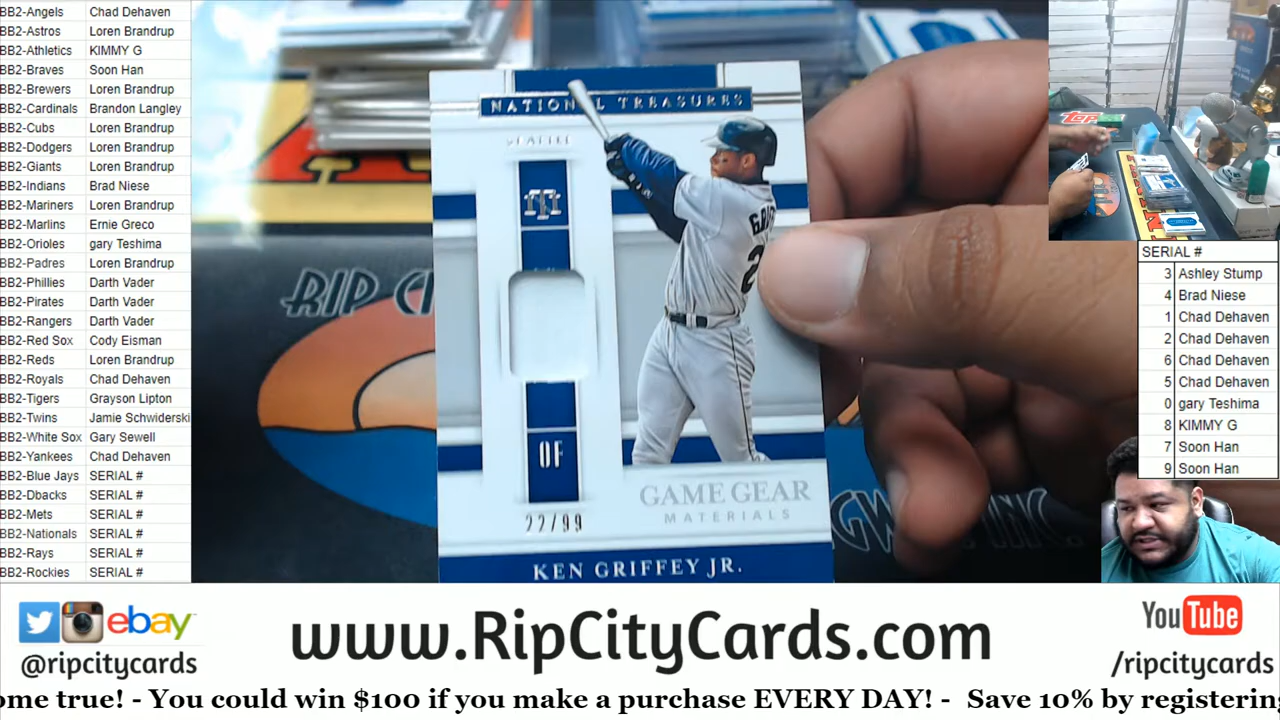 BB2-Angels Chad Dehaven
BB2-Astros Loren Brandrup
BB2-Athletics KIMMY G
BB2-Braves Soon Han
BB2-Brewers Loren Brandrup
BB2-Cardinals Brandon Langley
BB2-Cubs Loren Brandrup
BB2-Dodgers Loren Brandrup
BB2-Giants Loren Brandrup
BB2-Indians Brad Niese
BB2-Mariners Loren Brandrup
BB2-Marlins Ernie Greco
BB2-Orioles gary Teshima
BB2-Padres Loren Brandrup
BB2-Phillies Darth Vader
BB2-Pirates Darth Vader
BB2-Rangers Darth Vader
BB2-Red Sox Cody Eisman
BB2-Reds Loren Brandrup
BB2-Royals Chad Dehaven
BB2-Tigers Grayson Lipton
BB2-Twins Jamie Schwiderski
BB2-White Sox Gary Sewell
BB2-Yankees Chad Dehaven
BB2-Blue Jays SERIAL #
BB2-Dbacks SERIAL #
BB2-Mets SERIAL #
BB2-Nationals SERIAL #
BB2-Rays SERIAL #
BB2-Rockies SERIAL #
NATIONAL TREASURES
SEATTLE
OF
22/99
GAME GEAR
MATERIALS
KEN GRIFFEY JR.
RIP
SERIAL #
3 Ashley Stump
4 Brad Niese
1 Chad Dehaven
2 Chad Dehaven
6 Chad Dehaven
5 Chad Dehaven
0 gary Teshima
8 KIMMY G
7 Soon Han
9 Soon Han
ebay
@ripcitycards
www.RipCityCards.com
YouTube
/ripcitycards
ome true! - You could win $100 if you make a purchase EVERY DAY! - Save 10% by registering